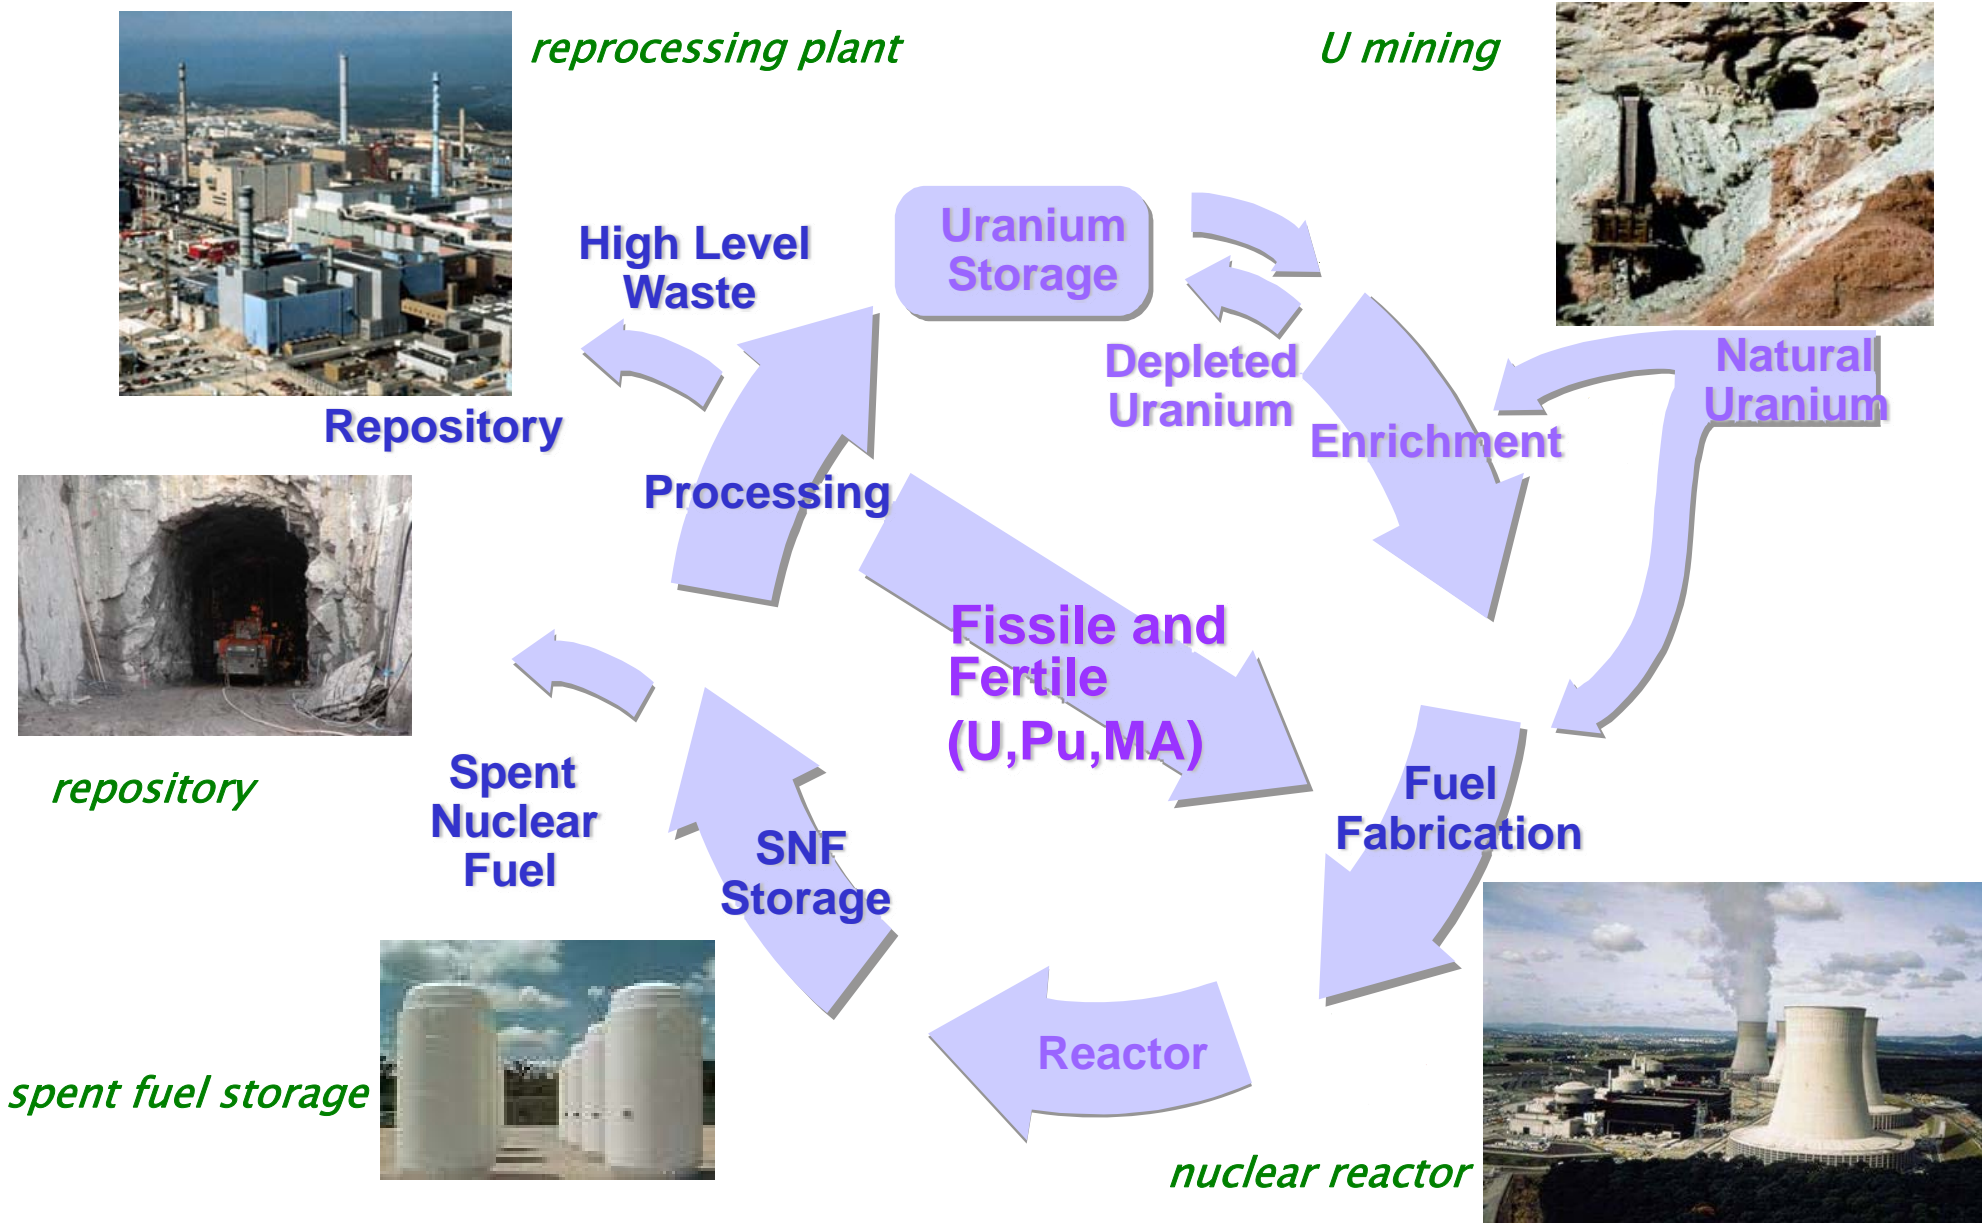 reprocessing plant
U mining
High Level
Waste
Uranium
Storage
Depleted
Uranium
Natural
Uranium
Enrichment
Repository
Processing
Fissile and
Fertile
(U,Pu,MA)
repository
Spent
Nuclear
Fuel
SNF
Storage
Fuel
Fabrication
Reactor
spent fuel storage
nuclear reactor